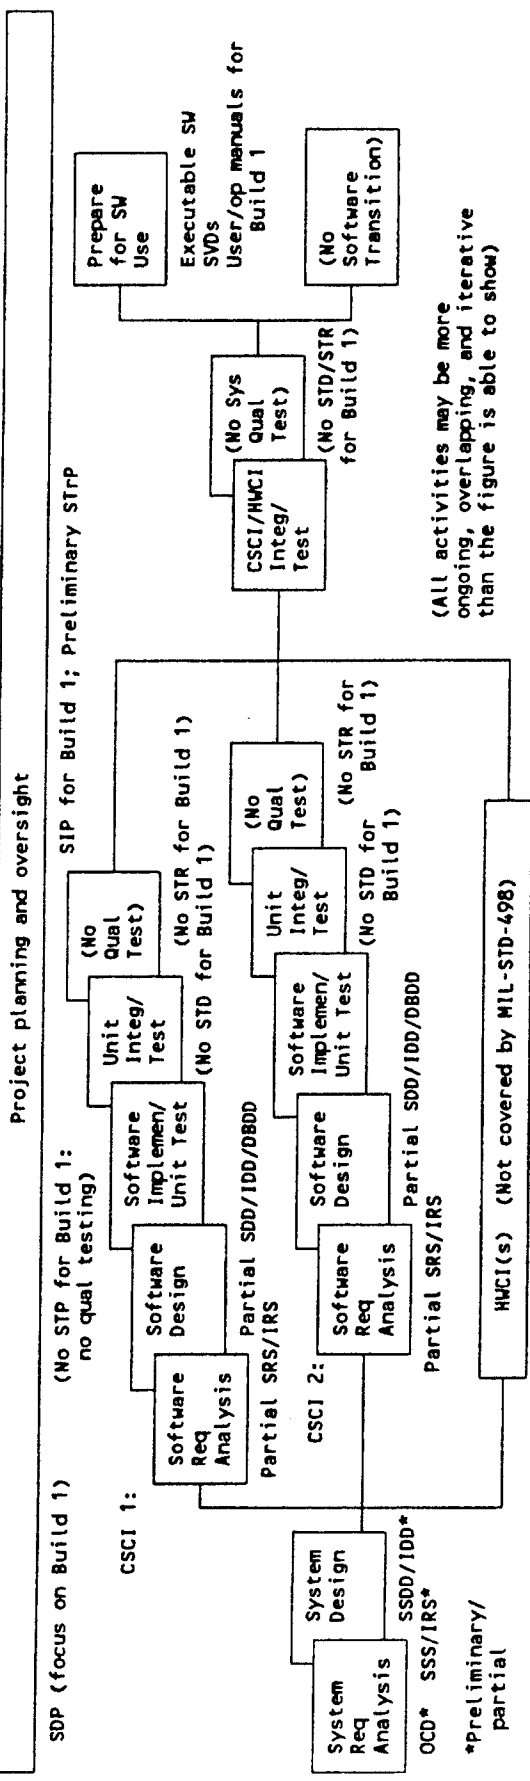 Project planning and oversight
SDP (focus on Build 1)
(No STP for Build 1:
no qual testing)
SIP for Build 1; Preliminary STrP
CSCI 1:
Software
Req
Analysis
Software
Design
Software
Implemen/
Unit Test
Unit
Integ/
Test
(No
Qual
Test)
Partial SRS/IRS
Partial SDD/IDD/DBDD
(No STD for Build 1)
(No STR for Build 1)
System
Req
Analysis
System
Design
OCD*
SSS/IRS*
SSDD/IDD*
*Preliminary/
partial
CSCI 2:
Software
Req
Analysis
Software
Design
Software
Implemen/
Unit Test
Unit
Integ/
Test
(No
Qual
Test)
Partial SRS/IRS
Partial SDD/IDD/DBDD
(No STD for
Build 1)
(No STR for
Build 1)
HWCI(s) (Not covered by MIL-STD-498)
CSCI/HWCI
Integ/
Test
(No Sys
Qual
Test)
(No STD/STR
for Build 1)
Prepare
for SW
Use
Executable SW
SVDs
User/op manuals for
Build 1
(No
Software
Transition)
(All activities may be more
ongoing, overlapping, and iterative
than the figure is able to show)